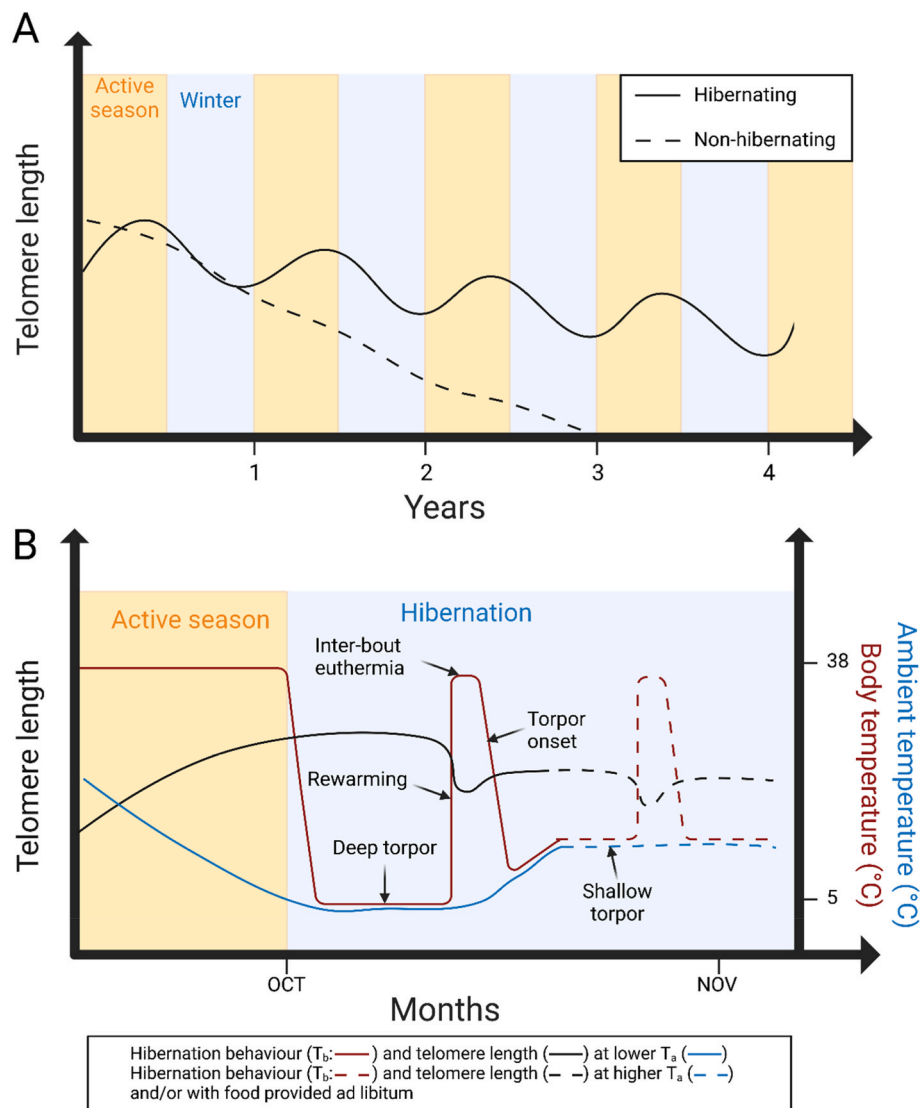 A
Active
season
Winter
Hibernating
Non-hibernating
Telomere length
1
2
3
4
Years
B
Active season
Hibernation
Inter-bout
euthermia
Torpor
onset
Rewarming
Deep torpor
Shallow
torpor
Telomere length
38
5
Body temperature (°C)
Ambient temperature (°C)
OCT
NOV
Months
Hibernation behaviour (Tb: ) and telomere length ( ) at lower Ta ( )
Hibernation behaviour (Tb: ) and telomere length ( ) at higher Ta ( )
and/or with food provided ad libitum